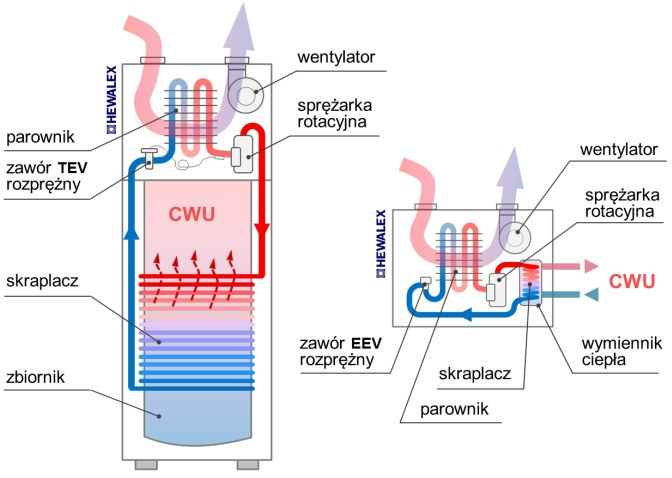 HEWALEX
wentylator
sprężarka
rotacyjna
parownik
zawór TEV
rozprężny
CWU
skraplacz
zbiornik
HEWALEX
wentylator
sprężarka
rotacyjna
CWU
zawór EEV
rozprężny
wymiennik
ciepła
skraplacz
parownik